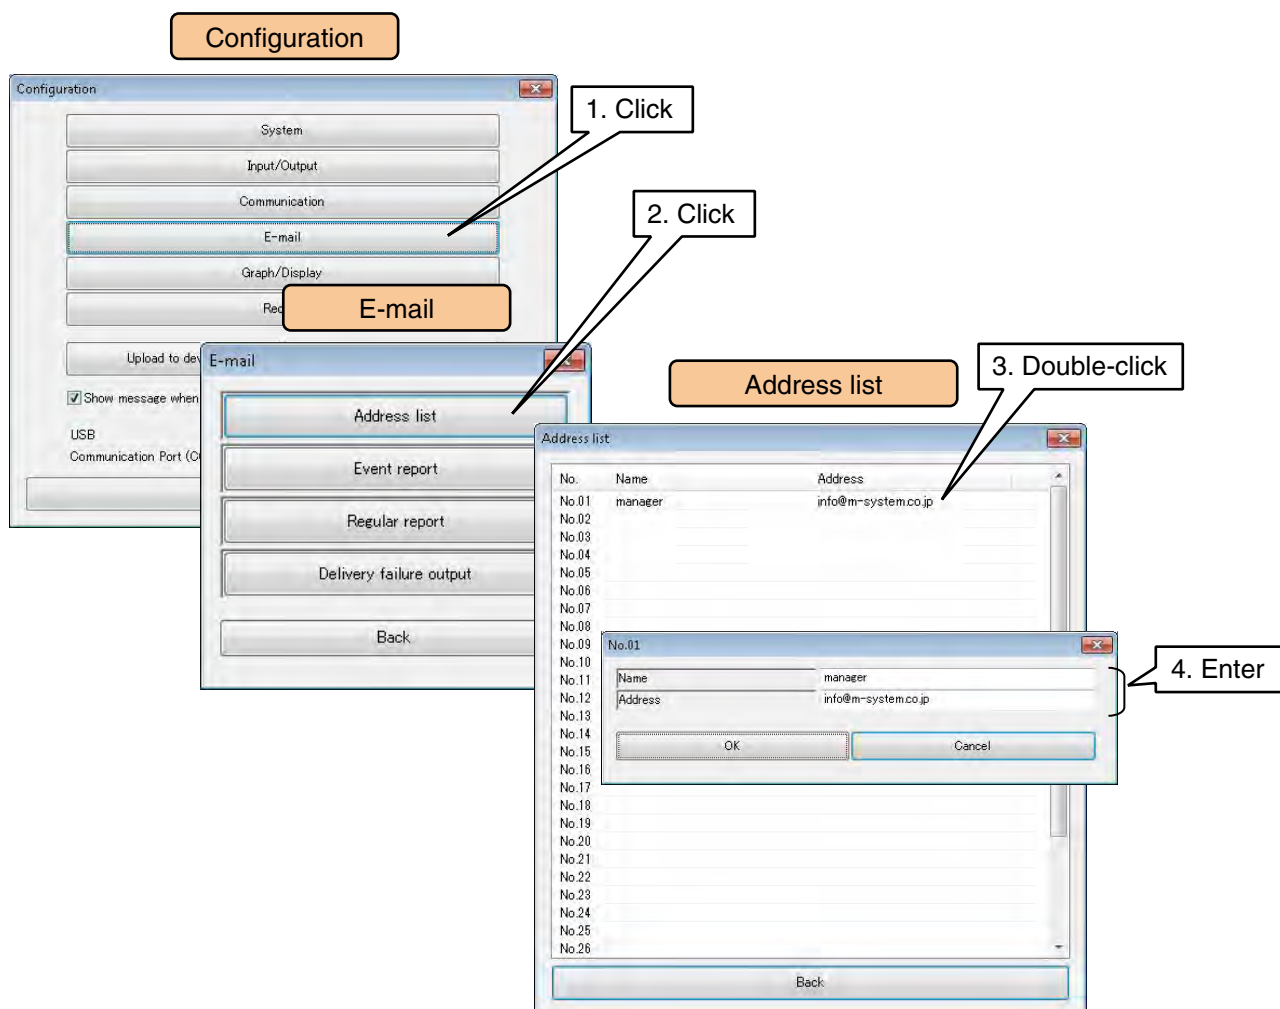 Configuration
Configuration
1. Click
System
Input/Output
Communication
E-mail
Graph/Display
Upload to
Show message when
USB
Communication Port
2. Click
E-mail
E-mail
Address list
Event report
Regular report
Delivery failure output
Back
Address list
3. Double-click
Address list
No. Name Address
No.01 manager info@m-system.co.jp
No.02
No.03
No.04
No.05
No.06
No.07
No.08
No.09
No.10
No.11
No.12
No.13
No.14
No.15
No.16
No.17
No.18
No.19
No.20
No.21
No.22
No.23
No.24
No.25
No.26
Back
No.01
Name manager
Address info@m-system.co.jp
OK Cancel
4. Enter